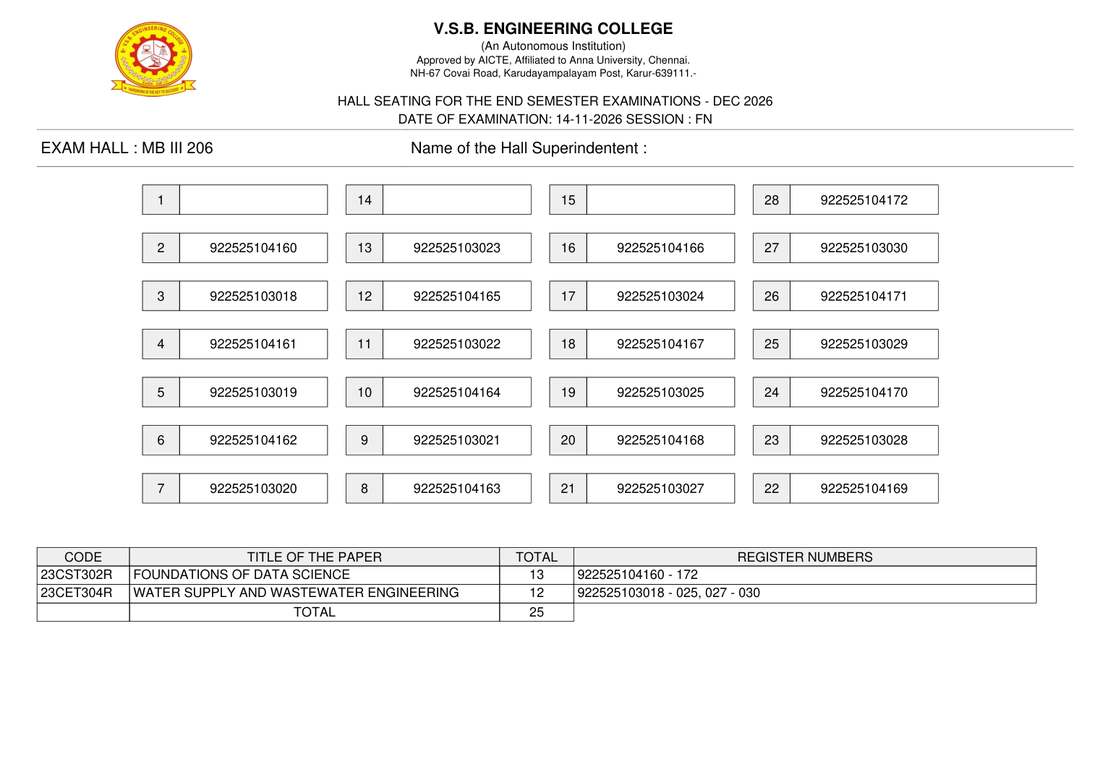 V.S.B. ENGINEERING COLLEGE
(An Autonomous Institution)
Approved by AICTE, Affiliated to Anna University, Chennai.
NH-67 Covai Road, Karudayampalayam Post, Karur-639111.-
HALL SEATING FOR THE END SEMESTER EXAMINATIONS - DEC 2026
DATE OF EXAMINATION: 14-11-2026 SESSION : FN
EXAM HALL : MB III 206 Name of the Hall Superindentent :
1 14 15 28 922525104172
2 922525104160 13 922525103023 16 922525104166 27 922525103030
3 922525103018 12 922525104165 17 922525103024 26 922525104171
4 922525104161 11 922525103022 18 922525104167 25 922525103029
5 922525103019 10 922525104164 19 922525103025 24 922525104170
6 922525104162 9 922525103021 20 922525104168 23 922525103028
7 922525103020 8 922525104163 21 922525103027 22 922525104169
CODE TITLE OF THE PAPER TOTAL REGISTER NUMBERS
23CST302R FOUNDATIONS OF DATA SCIENCE 13 922525104160 - 172
23CET304R WATER SUPPLY AND WASTEWATER ENGINEERING 12 922525103018 - 025, 027 - 030
TOTAL 25